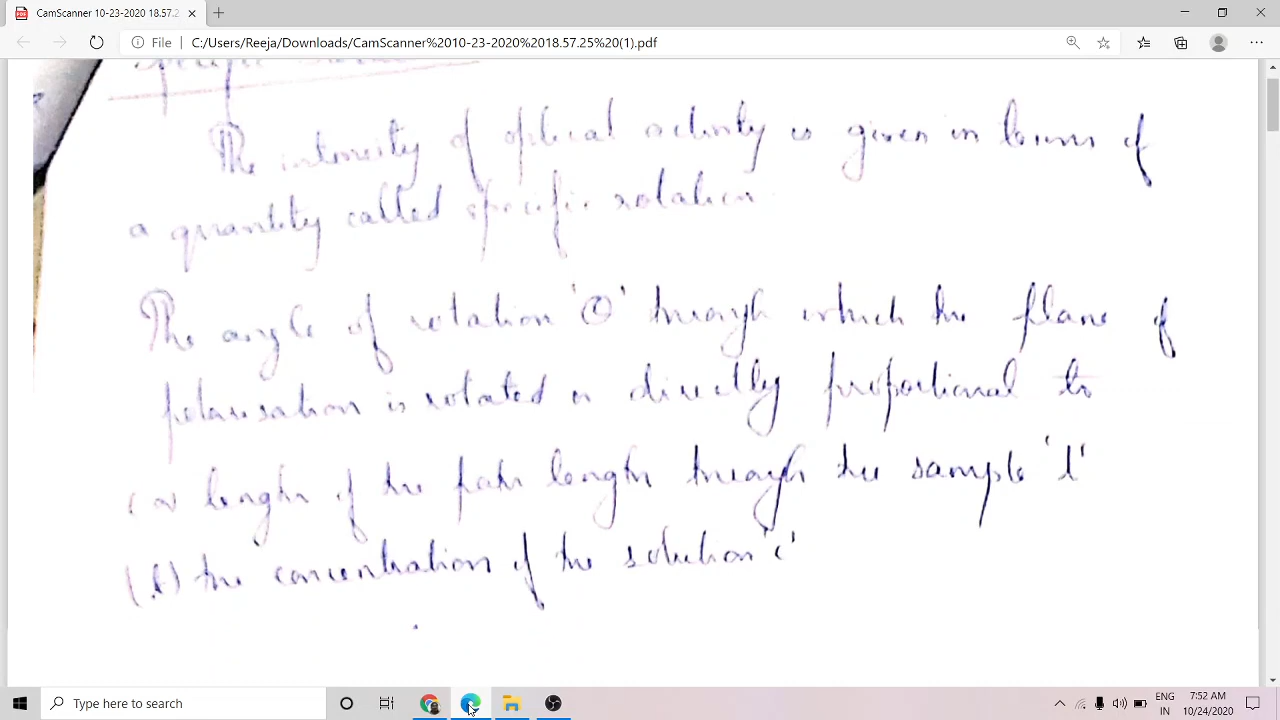 CamScanner 10-23-2020 18.57.2
File | C:/Users/Reeja/Downloads/CamScanner%2010-23-2020%2018.57.25%20(1).pdf
The intensity of optical activity is given in terms of
a quantity called specific rotation
The angle of rotation 'θ' through which the plane of
polarisation is rotated is directly proportional to
(a) length of the path length through the sample 'l'
(b) the concentration of the solution 'c'
Type here to search
ENG
IN
7:52 AM
10/24/2020